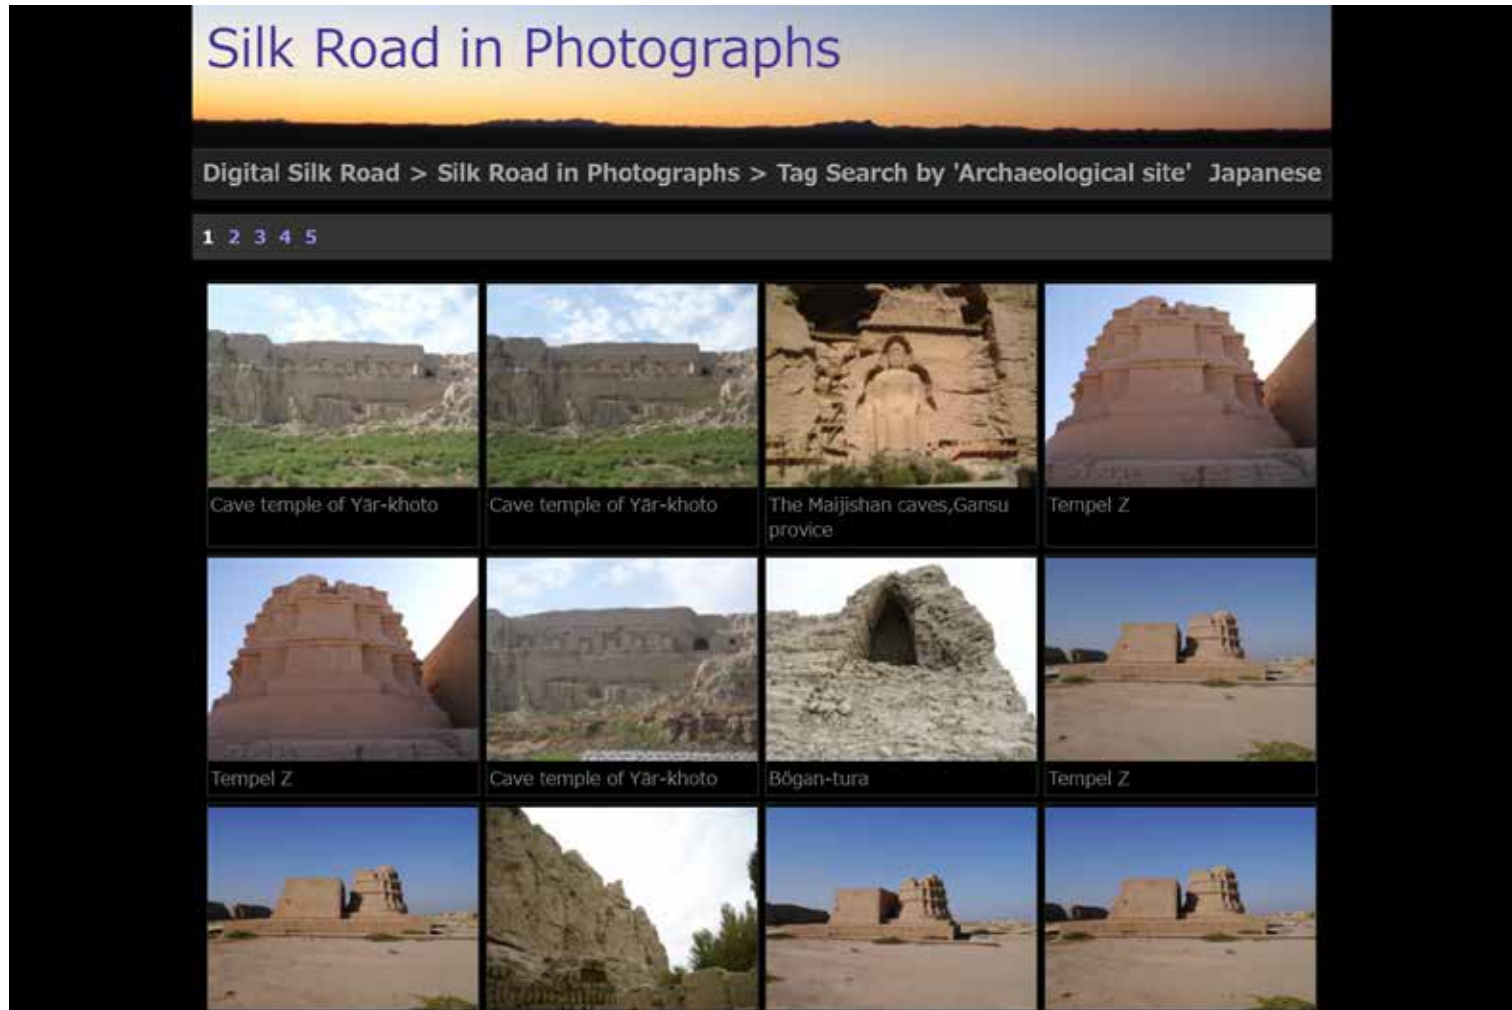 Silk Road in Photographs
Digital Silk Road > Silk Road in Photographs > Tag Search by 'Archaeological site' Japanese
1 2 3 4 5
Cave temple of Yār-khoto
Cave temple of Yār-khoto
The Maijishan caves,Gansu
provice
Tempel Z
Tempel Z
Cave temple of Yār-khoto
Bögan-tura
Tempel Z